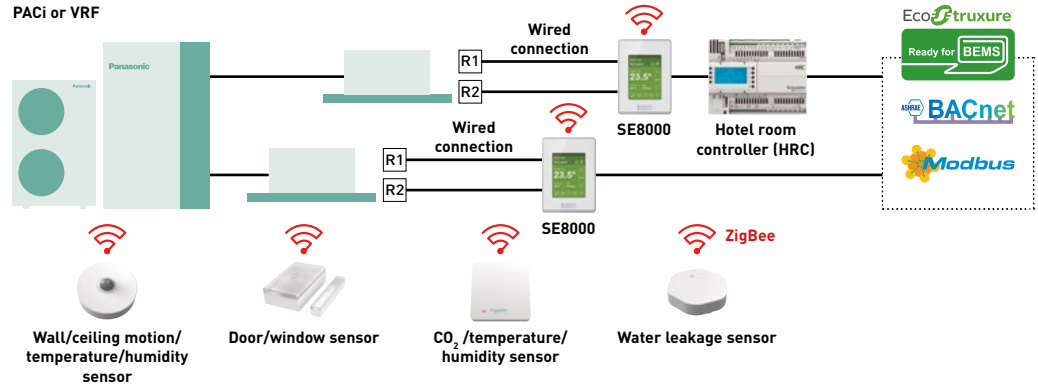 PACi or VRF
EcoStruxure
Ready for BEMS
Panasonic
Panasonic
Wired
connection
R1
R2
23.5°
SE8000
HRC
Hotel room
controller (HRC)
ASHRAE BACnet
Modbus
Wired
connection
R1
R2
23.5°
SE8000
ZigBee
Wall/ceiling motion/
temperature/humidity
sensor
Door/window sensor
CO2 /temperature/
humidity sensor
Water leakage sensor